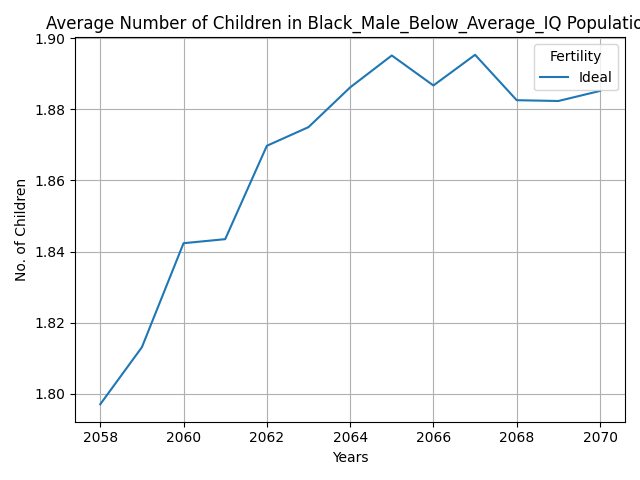 Average Number of Children in Black_Male_Below_Average_IQ Populatio
1.90
1.88
1.86
1.84
1.82
1.80
No. of Children
Fertility
Ideal
2058 2060 2062 2064 2066 2068 2070
Years